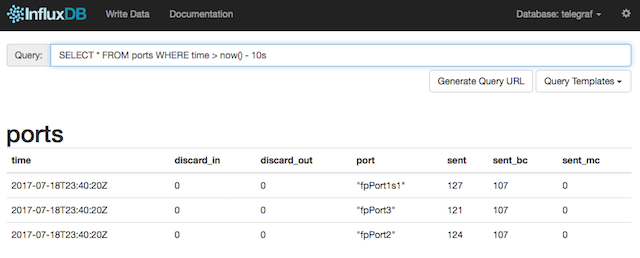 InfluxDB Write Data Documentation Database: telegraf
Query: SELECT * FROM ports WHERE time > now() - 10s
Generate Query URL Query Templates
ports
time discard_in discard_out port sent sent_bc sent_mc
2017-07-18T23:40:20Z 0 0 "fpPort1s1" 127 107 0
2017-07-18T23:40:20Z 0 0 "fpPort3" 121 107 0
2017-07-18T23:40:20Z 0 0 "fpPort2" 124 107 0